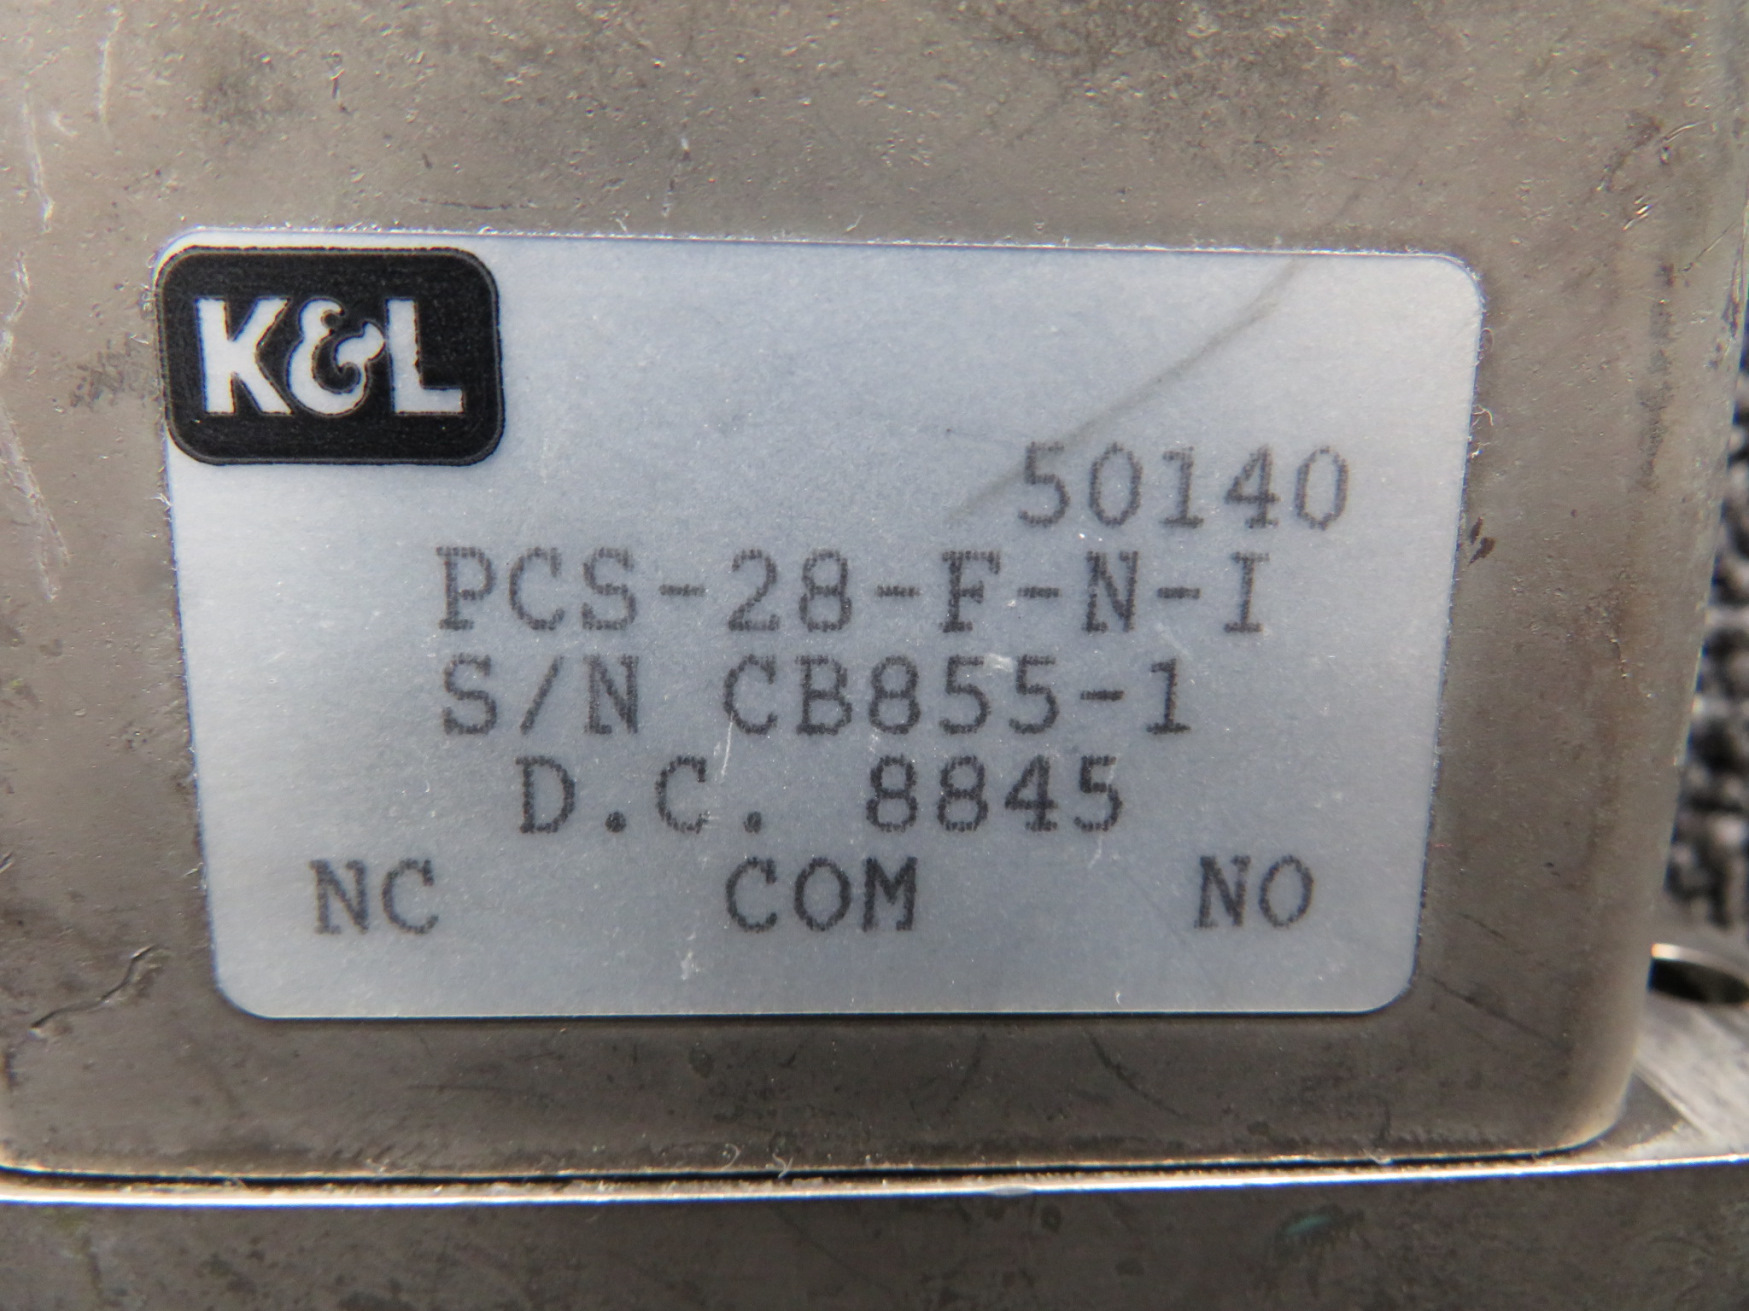 K&L
50140
PCS-28-F-N-I
S/N CB855-1
D.C. 8845
NC COM NO